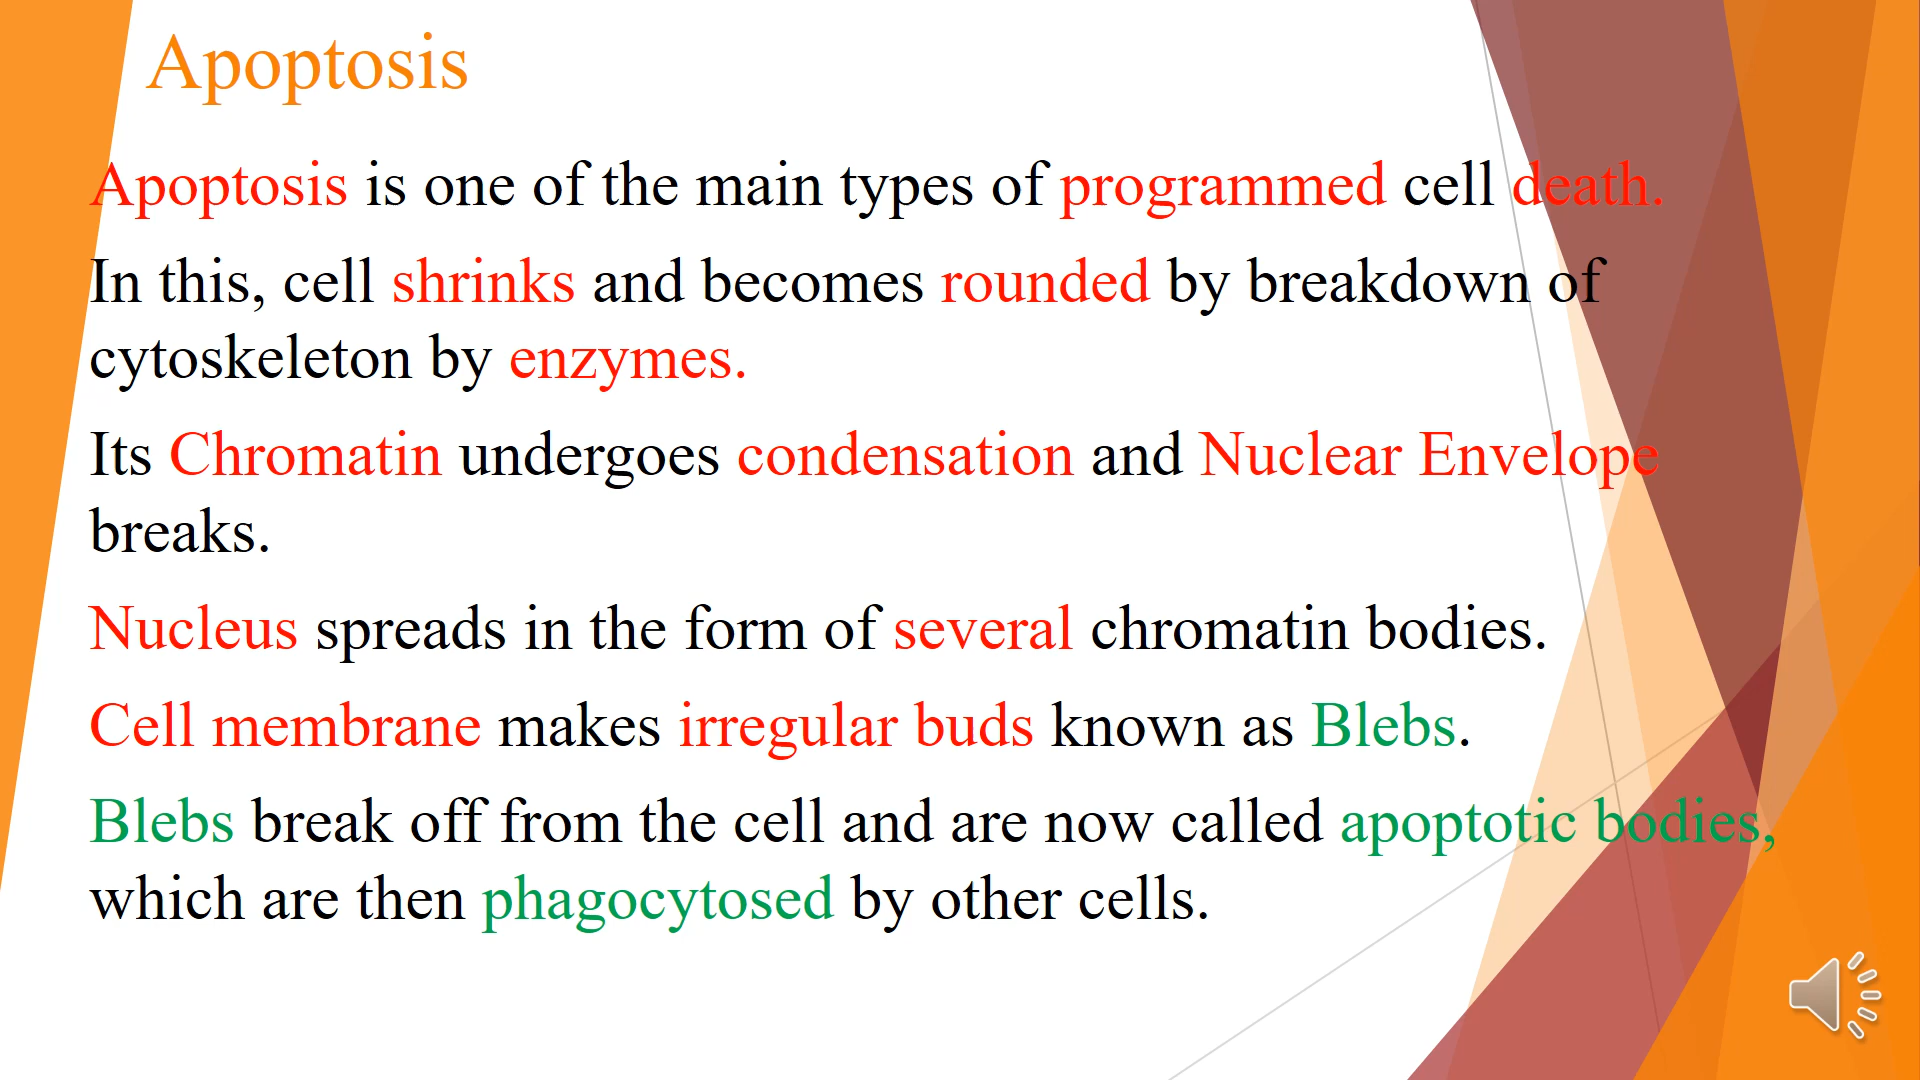 Apoptosis
Apoptosis is one of the main types of programmed cell death.
In this, cell shrinks and becomes rounded by breakdown of
cytoskeleton by enzymes.
Its Chromatin undergoes condensation and Nuclear Envelope
breaks.
Nucleus spreads in the form of several chromatin bodies.
Cell membrane makes irregular buds known as Blebs.
Blebs break off from the cell and are now called apoptotic bodies,
which are then phagocytosed by other cells.